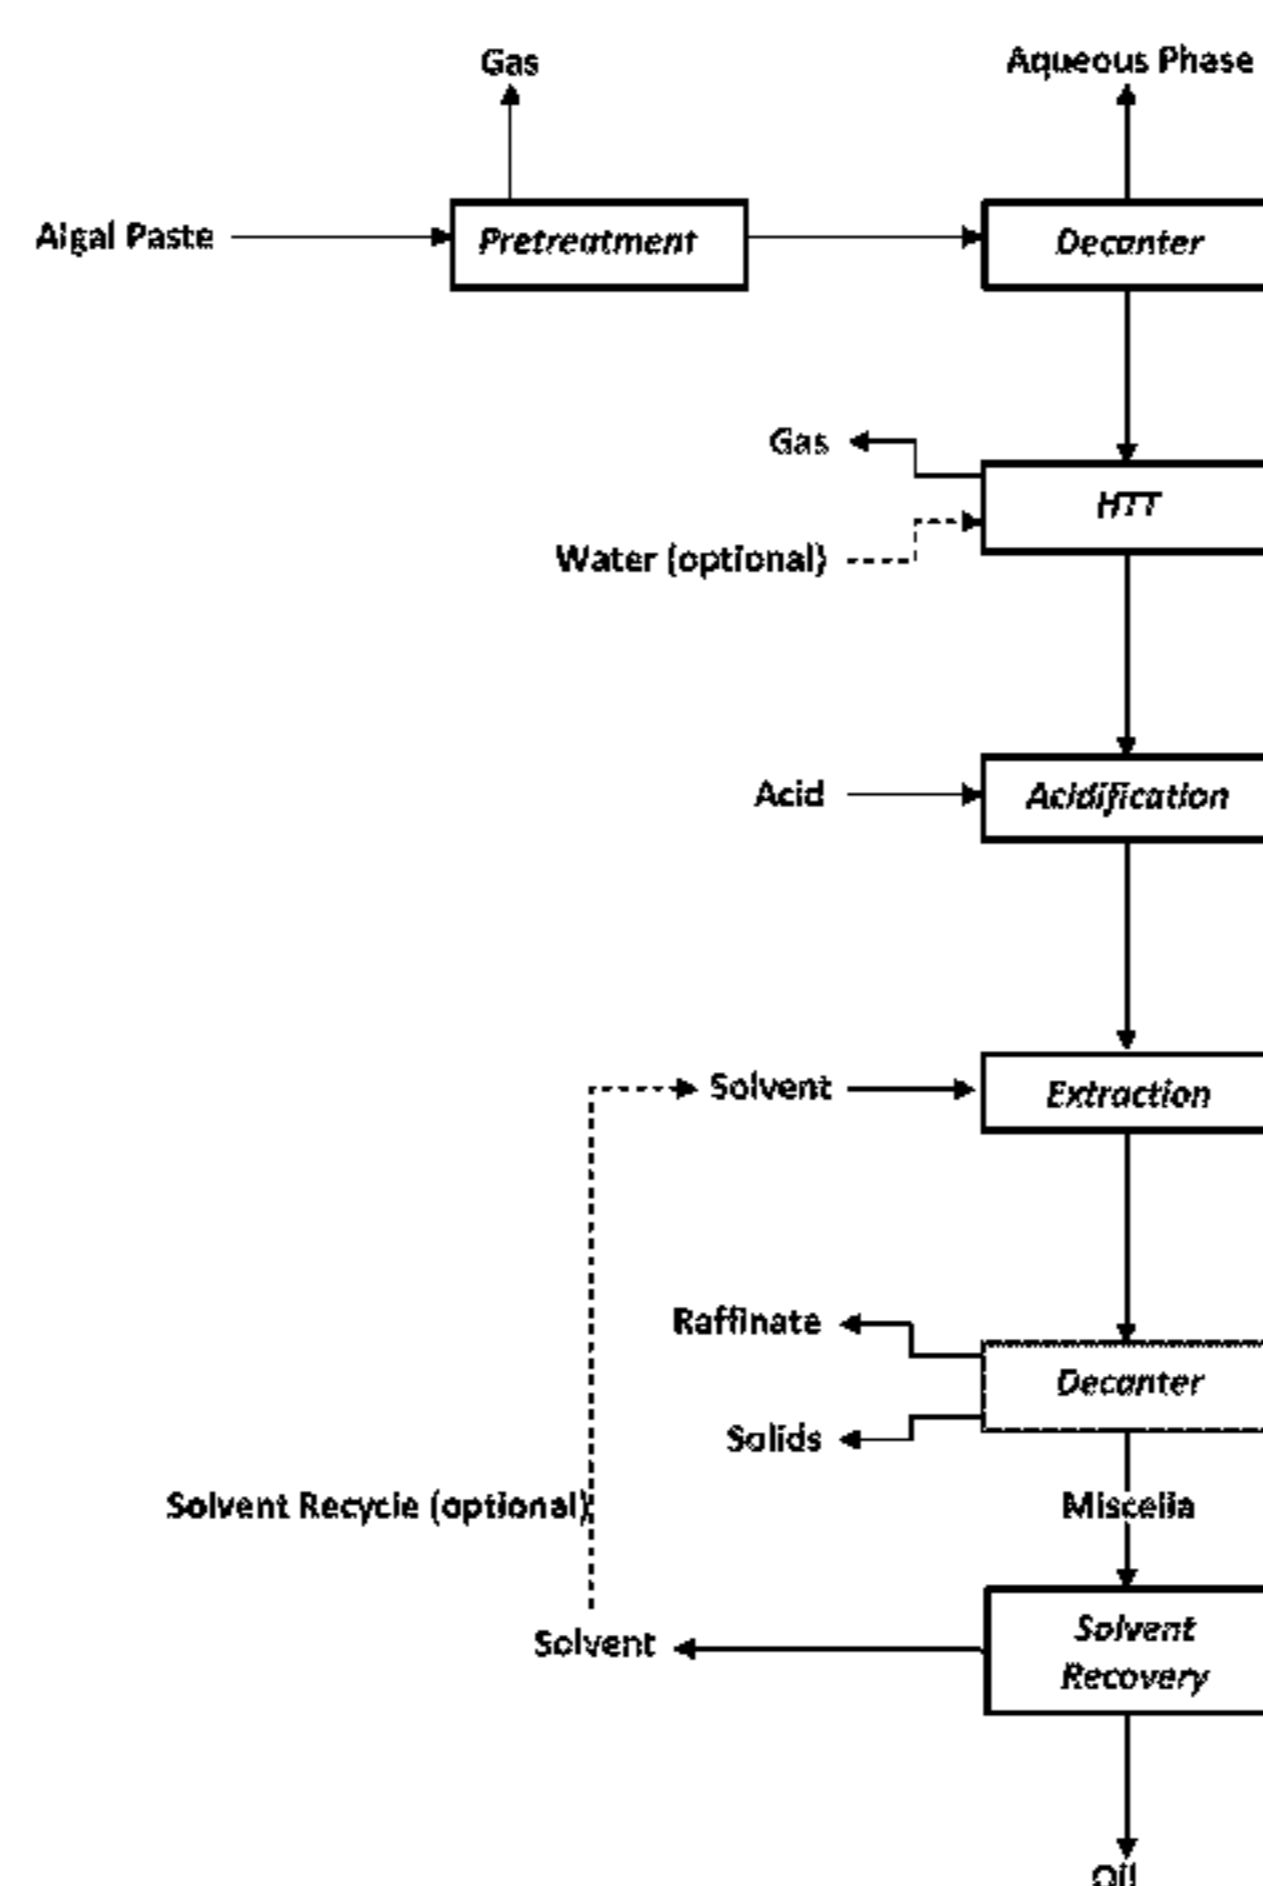 Gas
Aqueous Phase
Algal Paste
Pretreatment
Decanter
Gas
HTT
Water (optional)
Acid
Acidification
Solvent
Extraction
Raffinate
Decanter
Solids
Solvent Recycle (optional)
Miscella
Solvent
Solvent
Recovery
Oil